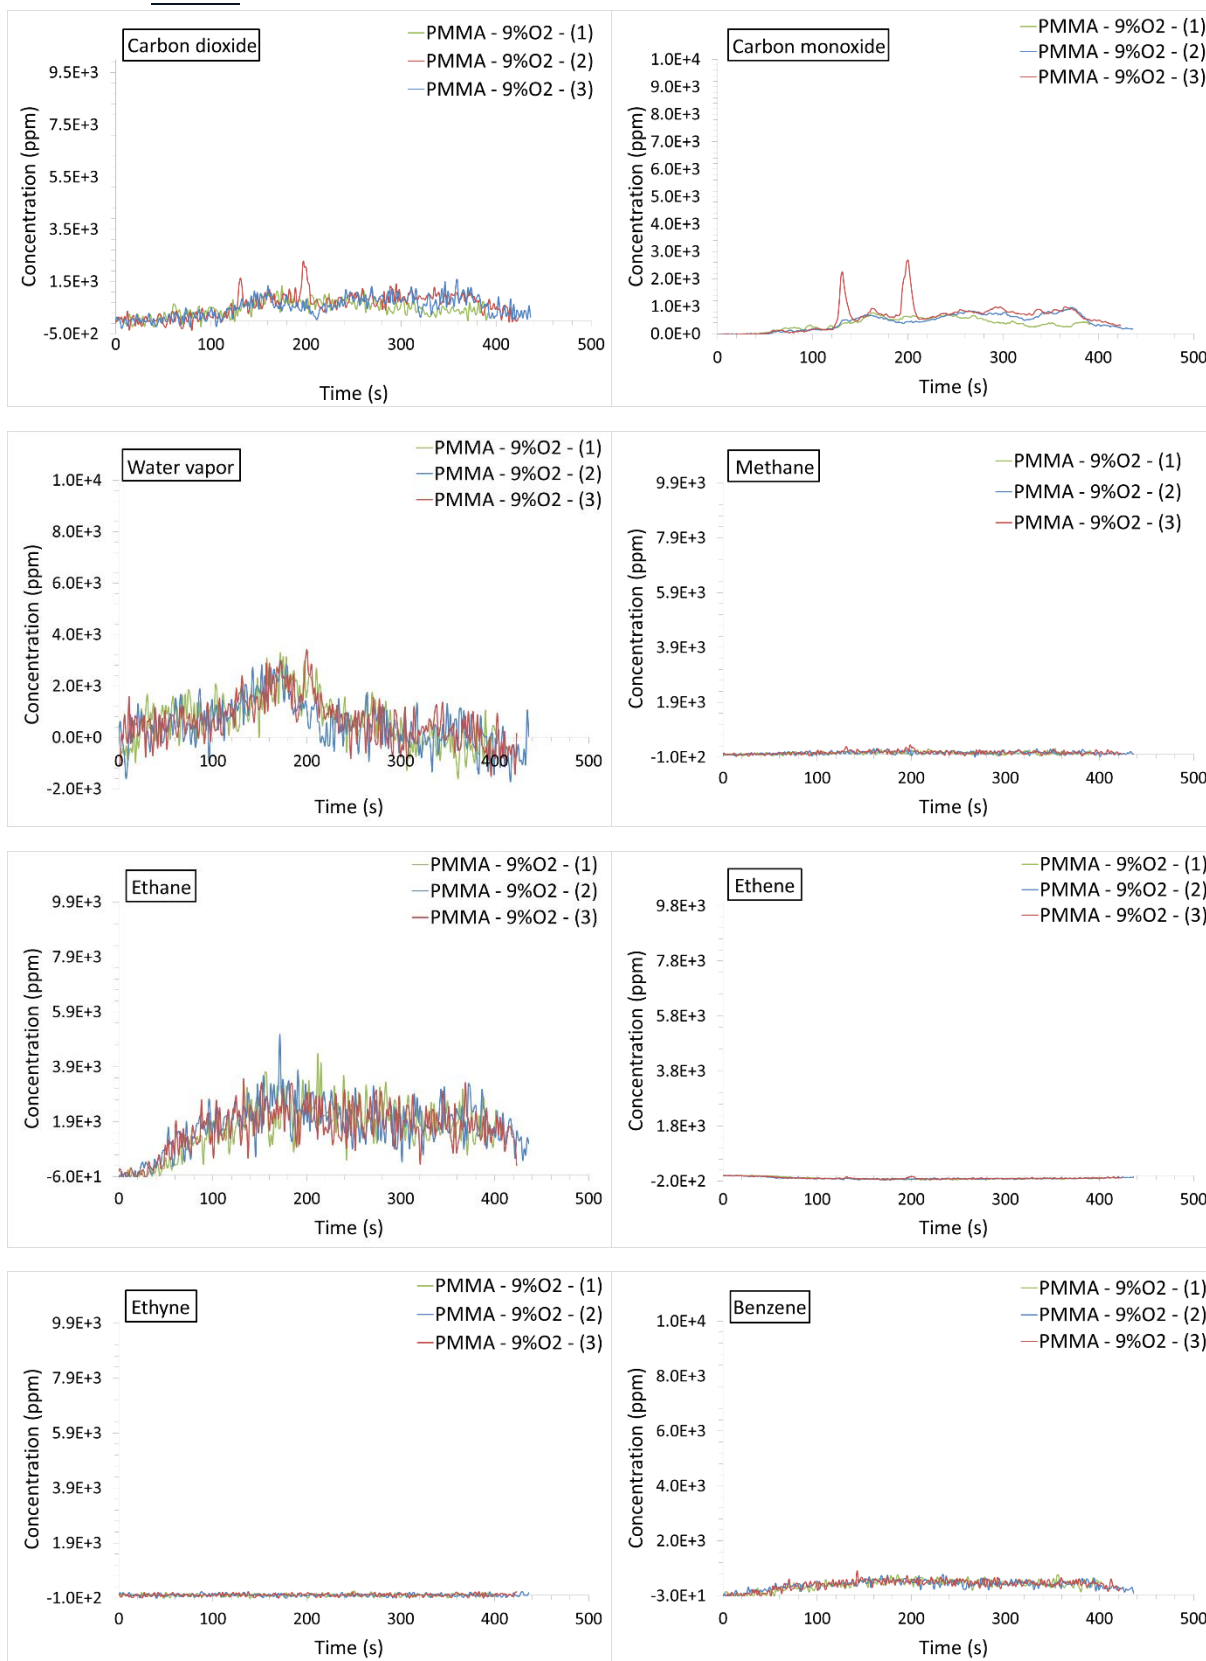 Carbon dioxide
PMMA - 9%O2 - (1)
PMMA - 9%O2 - (2)
PMMA - 9%O2 - (3)
Concentration (ppm)
9.5E+3
7.5E+3
5.5E+3
3.5E+3
1.5E+3
-5.0E+2
0 100 200 300 400 500
Time (s)
Carbon monoxide
PMMA - 9%O2 - (1)
PMMA - 9%O2 - (2)
PMMA - 9%O2 - (3)
Concentration (ppm)
1.0E+4
9.0E+3
8.0E+3
7.0E+3
6.0E+3
5.0E+3
4.0E+3
3.0E+3
2.0E+3
1.0E+3
0.0E+0
0 100 200 300 400 500
Time (s)
Water vapor
PMMA - 9%O2 - (1)
PMMA - 9%O2 - (2)
PMMA - 9%O2 - (3)
Concentration (ppm)
1.0E+4
8.0E+3
6.0E+3
4.0E+3
2.0E+3
0.0E+0
-2.0E+3
0 100 200 300 400 500
Time (s)
Methane
PMMA - 9%O2 - (1)
PMMA - 9%O2 - (2)
PMMA - 9%O2 - (3)
Concentration (ppm)
9.9E+3
7.9E+3
5.9E+3
3.9E+3
1.9E+3
-1.0E+2
0 100 200 300 400 500
Time (s)
Ethane
PMMA - 9%O2 - (1)
PMMA - 9%O2 - (2)
PMMA - 9%O2 - (3)
Concentration (ppm)
9.9E+3
7.9E+3
5.9E+3
3.9E+3
1.9E+3
-6.0E+1
0 100 200 300 400 500
Time (s)
Ethene
PMMA - 9%O2 - (1)
PMMA - 9%O2 - (2)
PMMA - 9%O2 - (3)
Concentration (ppm)
9.8E+3
7.8E+3
5.8E+3
3.8E+3
1.8E+3
-2.0E+2
0 100 200 300 400 500
Time (s)
Ethyne
PMMA - 9%O2 - (1)
PMMA - 9%O2 - (2)
PMMA - 9%O2 - (3)
Concentration (ppm)
9.9E+3
7.9E+3
5.9E+3
3.9E+3
1.9E+3
-1.0E+2
0 100 200 300 400 500
Time (s)
Benzene
PMMA - 9%O2 - (1)
PMMA - 9%O2 - (2)
PMMA - 9%O2 - (3)
Concentration (ppm)
1.0E+4
8.0E+3
6.0E+3
4.0E+3
2.0E+3
-3.0E+1
0 100 200 300 400 500
Time (s)